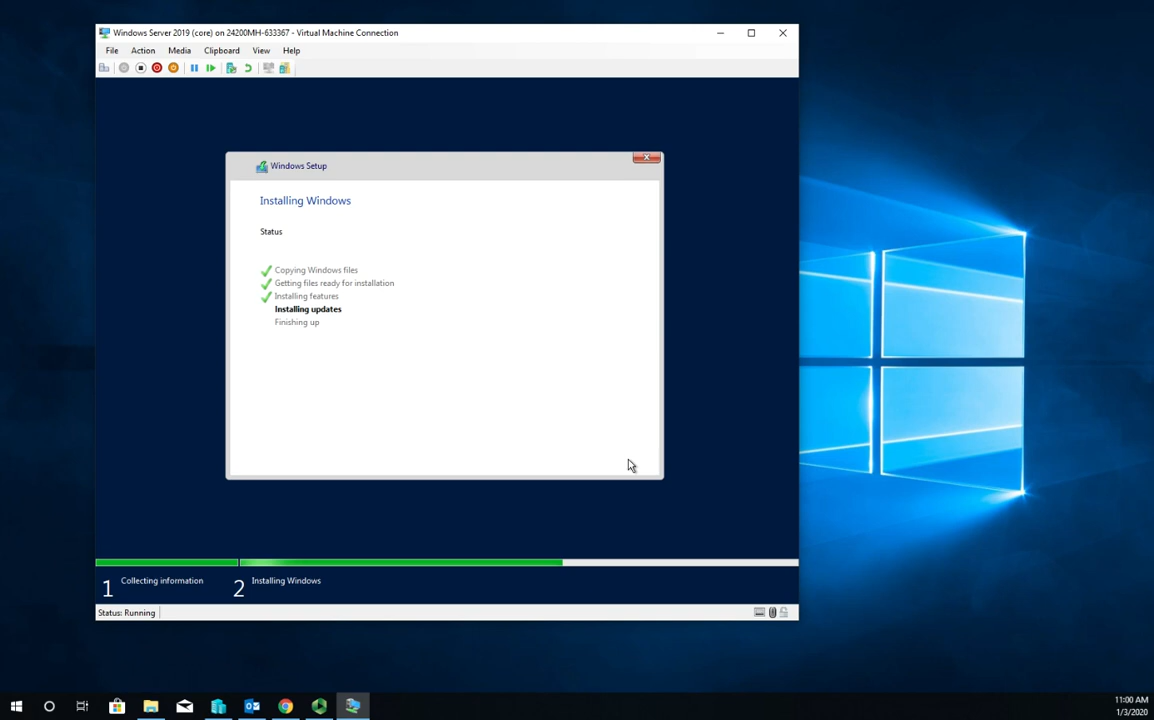 Windows Server 2019 (core) on 24200MH-633367 - Virtual Machine Connection
File Action Media Clipboard View Help
Windows Setup
Installing Windows
Status
Copying Windows files
Getting files ready for installation
Installing features
Installing updates
Finishing up
1 Collecting information 2 Installing Windows
Status: Running
11:00 AM
1/3/2020